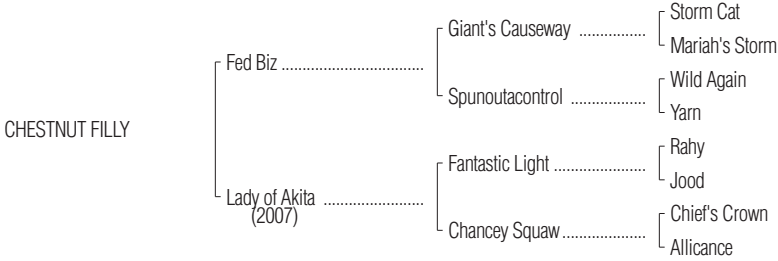 Storm Cat
Giant's Causeway ................
Mariah's Storm
Fed Biz ..................................
Wild Again
Spunoutacontrol ..................
Yarn
CHESTNUT FILLY
Rahy
Fantastic Light ......................
Jood
Lady of Akita ........................
(2007)
Chief's Crown
Chancey Squaw....................
Allicance